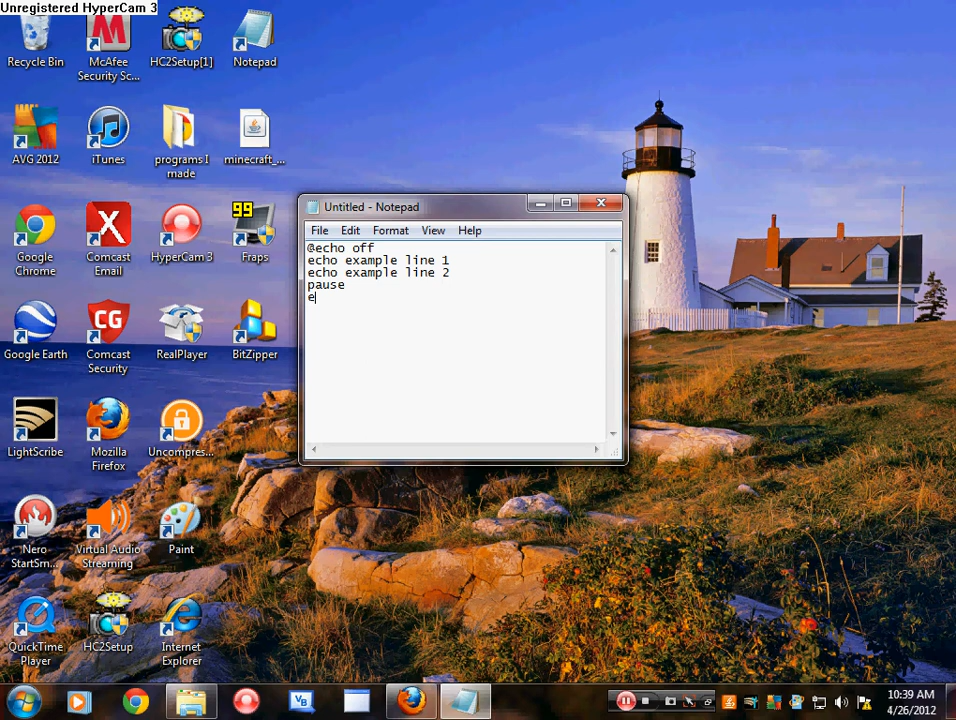 Unregistered HyperCam 3
Recycle Bin
McAfee
Security Sc...
HC2Setup[1]
Notepad
AVG 2012
iTunes
programs I
made
minecraft_...
Google
Chrome
Comcast
Email
HyperCam 3
99
Fraps
Google Earth
CG
Comcast
Security
RealPlayer
BitZipper
LightScribe
Mozilla
Firefox
Uncompres...
Nero
StartSm...
Virtual Audio
Streaming
Paint
QuickTime
Player
HC2Setup
Internet
Explorer
Untitled - Notepad
File Edit Format View Help
@echo off
echo example line 1
echo example line 2
pause
e
VB
10:39 AM
4/26/2012